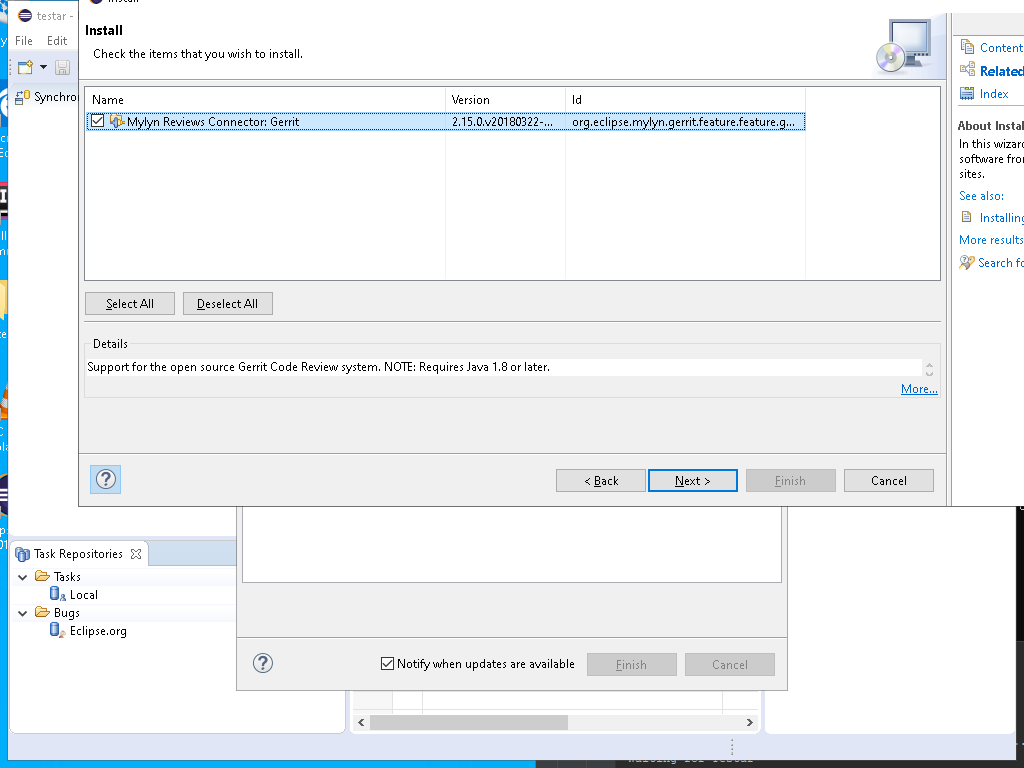 testar -
Install
File Edit
Install
Check the items that you wish to install.
Content
Related
Index
Synchro
Name Version Id
Mylyn Reviews Connector: Gerrit 2.15.0.v20180322-... org.eclipse.mylyn.gerrit.feature.feature.g...
About Instal
In this wizar
software fro
sites.
See also:
Installing
More results
Search fo
Select All Deselect All
Details
Support for the open source Gerrit Code Review system. NOTE: Requires Java 1.8 or later.
More...
< Back Next > Finish Cancel
Task Repositories
Tasks
Local
Bugs
Eclipse.org
Notify when updates are available Finish Cancel